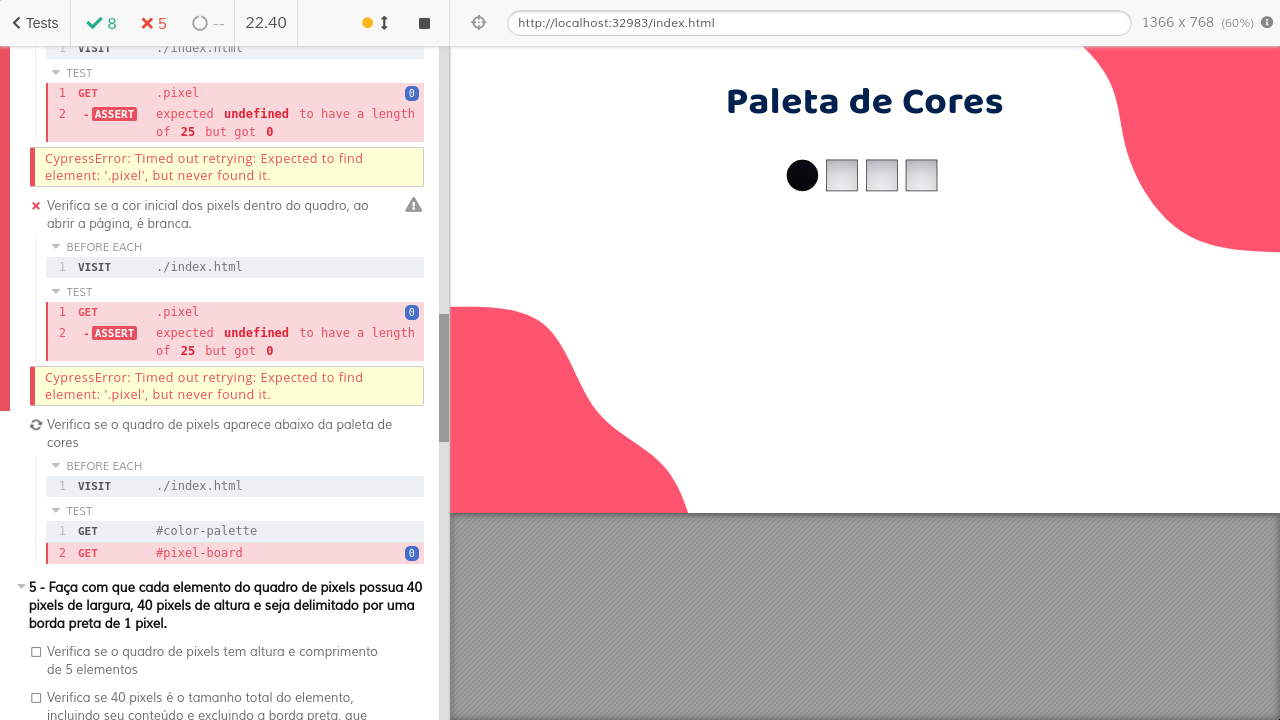 Tests 8 5 -- 22.40
http://localhost:32983/index.html 1366 x 768 (60%)
1 VISIT ./index.html
TEST
1 GET .pixel 0
2 - ASSERT expected undefined to have a length
of 25 but got 0
CypressError: Timed out retrying: Expected to find
element: '.pixel', but never found it.
Verifica se a cor inicial dos pixels dentro do quadro, ao
abrir a página, é branca.
BEFORE EACH
1 VISIT ./index.html
TEST
1 GET .pixel 0
2 - ASSERT expected undefined to have a length
of 25 but got 0
CypressError: Timed out retrying: Expected to find
element: '.pixel', but never found it.
Verifica se o quadro de pixels aparece abaixo da paleta de
cores
BEFORE EACH
1 VISIT ./index.html
TEST
1 GET #color-palette
2 GET #pixel-board 0
5 - Faça com que cada elemento do quadro de pixels possua 40
pixels de largura, 40 pixels de altura e seja delimitado por uma
borda preta de 1 pixel.
Verifica se o quadro de pixels tem altura e comprimento
de 5 elementos
Verifica se 40 pixels é o tamanho total do elemento,
incluindo seu conteúdo e excluindo a borda preta, que
Paleta de Cores